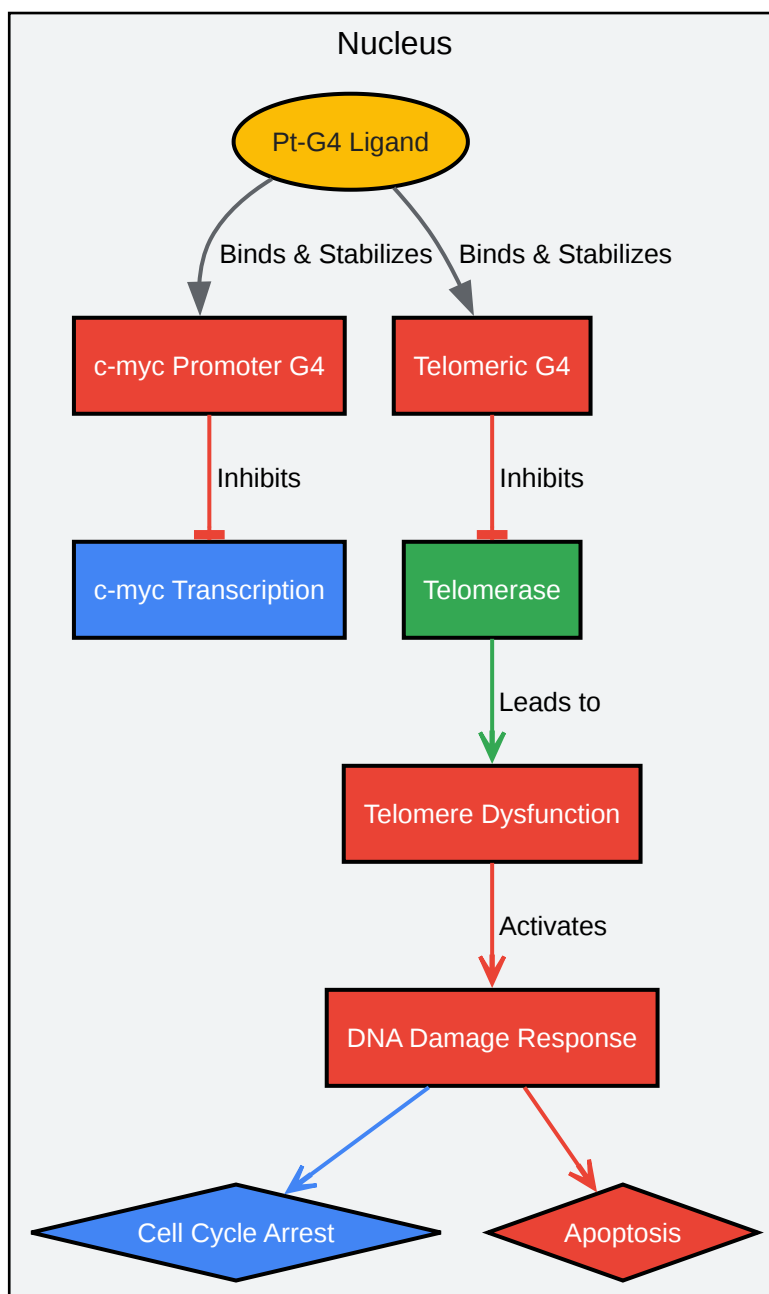 Nucleus
Pt-G4 Ligand
Binds & Stabilizes
Binds & Stabilizes
c-myc Promoter G4
Telomeric G4
Inhibits
Inhibits
c-myc Transcription
Telomerase
Leads to
Telomere Dysfunction
Activates
DNA Damage Response
Cell Cycle Arrest
Apoptosis